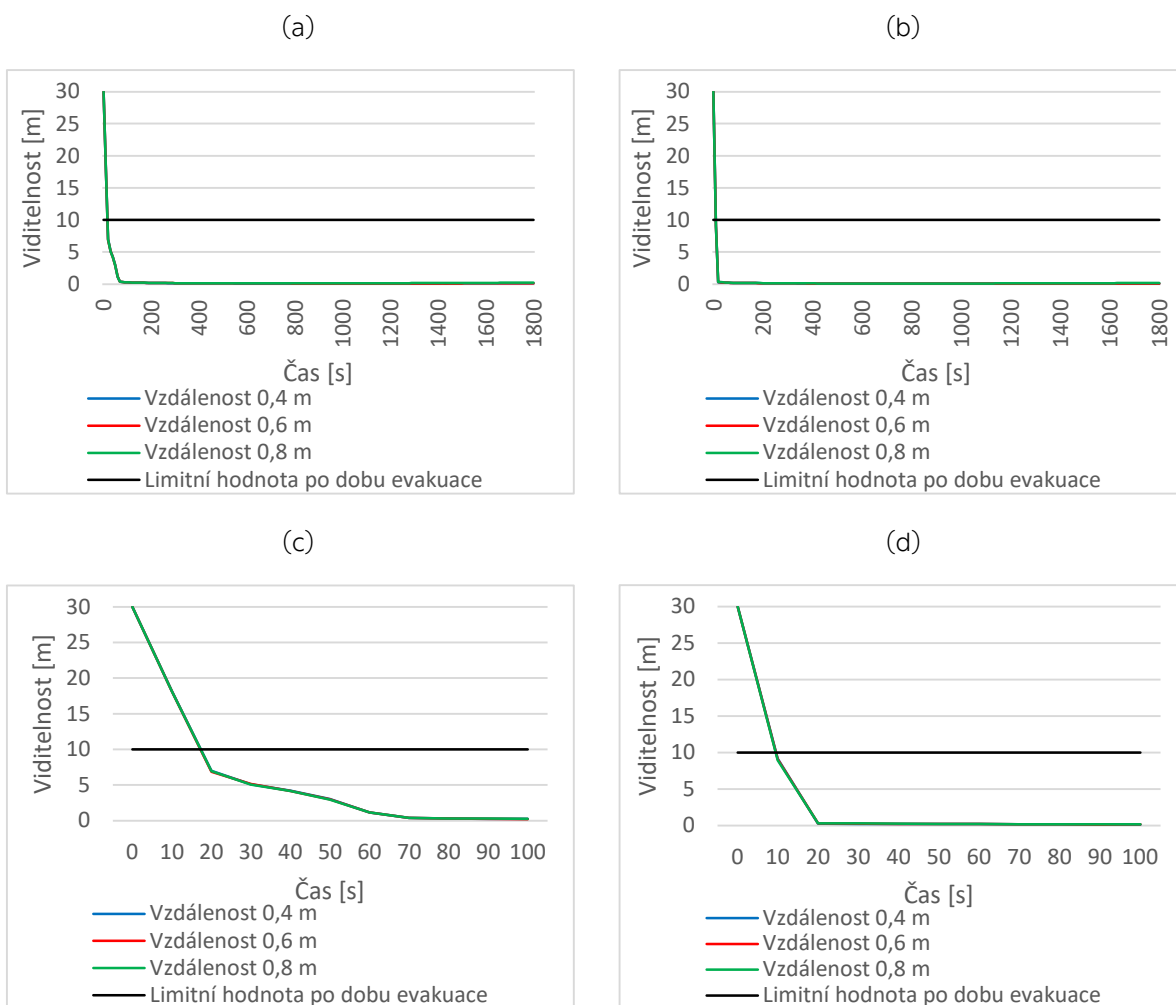 (a)
30
25
20
15
10
5
0
Viditelnost [m]
0 200 400 600 800 1000 1200 1400 1600 1800
Čas [s]
Vzdálenost 0,4 m
Vzdálenost 0,6 m
Vzdálenost 0,8 m
Limitní hodnota po dobu evakuace
(b)
30
25
20
15
10
5
0
Viditelnost [m]
0 200 400 600 800 1000 1200 1400 1600 1800
Čas [s]
Vzdálenost 0,4 m
Vzdálenost 0,6 m
Vzdálenost 0,8 m
Limitní hodnota po dobu evakuace
(c)
30
25
20
15
10
5
0
Viditelnost [m]
0 10 20 30 40 50 60 70 80 90 100
Čas [s]
Vzdálenost 0,4 m
Vzdálenost 0,6 m
Vzdálenost 0,8 m
Limitní hodnota po dobu evakuace
(d)
30
25
20
15
10
5
0
Viditelnost [m]
0 10 20 30 40 50 60 70 80 90 100
Čas [s]
Vzdálenost 0,4 m
Vzdálenost 0,6 m
Vzdálenost 0,8 m
Limitní hodnota po dobu evakuace